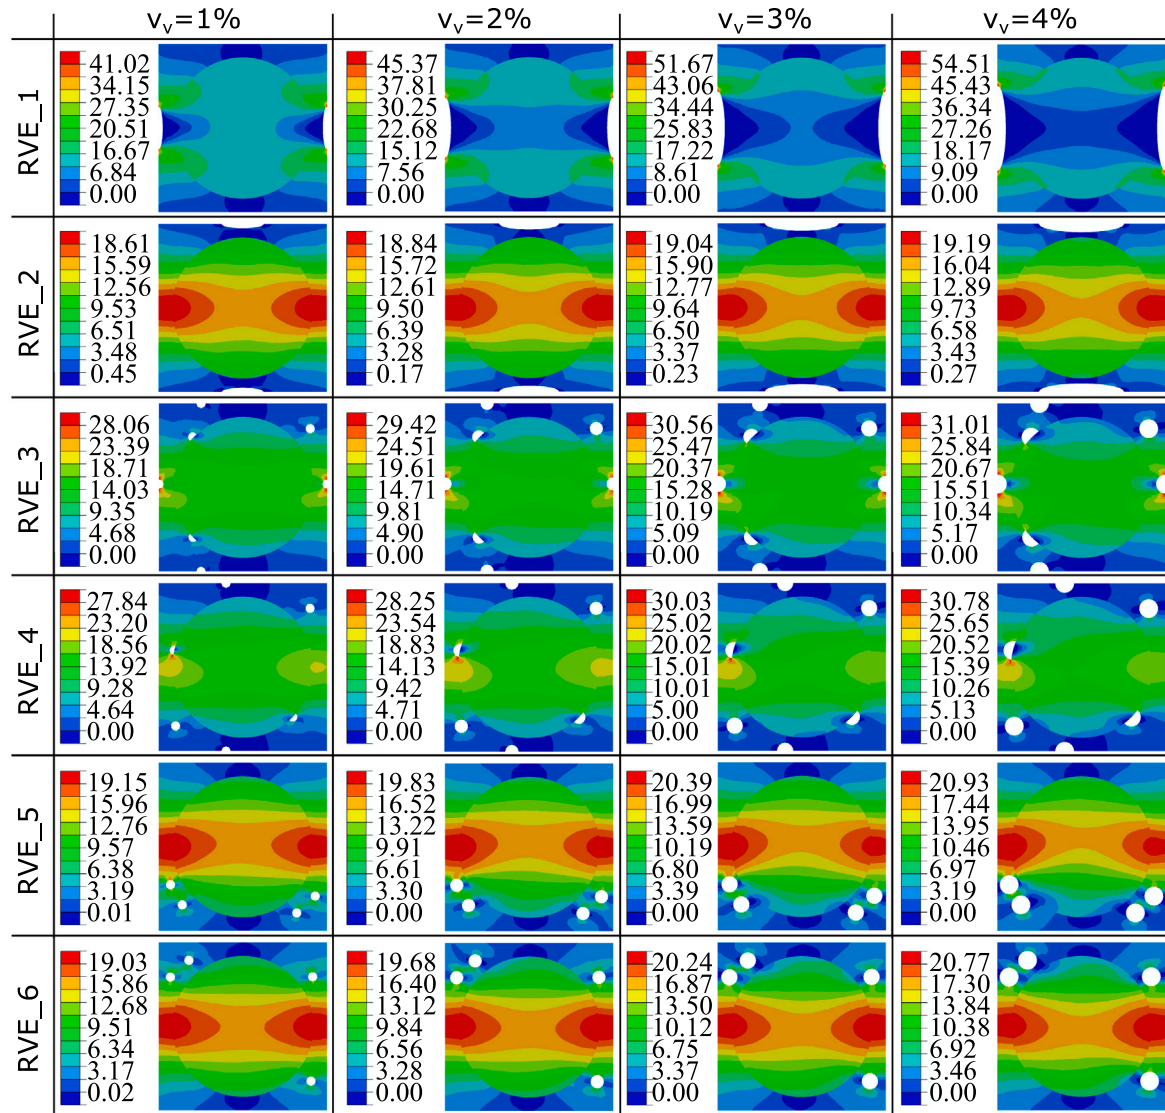 v_v=1% v_v=2% v_v=3% v_v=4%
RVE_1
41.02 45.37 51.67 54.51
34.15 37.81 43.06 45.43
27.35 30.25 34.44 36.34
20.51 22.68 25.83 27.26
16.67 15.12 17.22 18.17
6.84 7.56 8.61 9.09
0.00 0.00 0.00 0.00
RVE_2
18.61 18.84 19.04 19.19
15.59 15.72 15.90 16.04
12.56 12.61 12.77 12.89
9.53 9.50 9.64 9.73
6.51 6.39 6.50 6.58
3.48 3.28 3.37 3.43
0.45 0.17 0.23 0.27
RVE_3
28.06 29.42 30.56 31.01
23.39 24.51 25.47 25.84
18.71 19.61 20.37 20.67
14.03 14.71 15.28 15.51
9.35 9.81 10.19 10.34
4.68 4.90 5.09 5.17
0.00 0.00 0.00 0.00
RVE_4
27.84 28.25 30.03 30.78
23.20 23.54 25.02 25.65
18.56 18.83 20.02 20.52
13.92 14.13 15.01 15.39
9.28 9.42 10.01 10.26
4.64 4.71 5.00 5.13
0.00 0.00 0.00 0.00
RVE_5
19.15 19.83 20.39 20.93
15.96 16.52 16.99 17.44
12.76 13.22 13.59 13.95
9.57 9.91 10.19 10.46
6.38 6.61 6.80 6.97
3.19 3.30 3.39 3.19
0.01 0.00 0.00 0.00
RVE_6
19.03 19.68 20.24 20.77
15.86 16.40 16.87 17.30
12.68 13.12 13.50 13.84
9.51 9.84 10.12 10.38
6.34 6.56 6.75 6.92
3.17 3.28 3.37 3.46
0.02 0.00 0.00 0.00